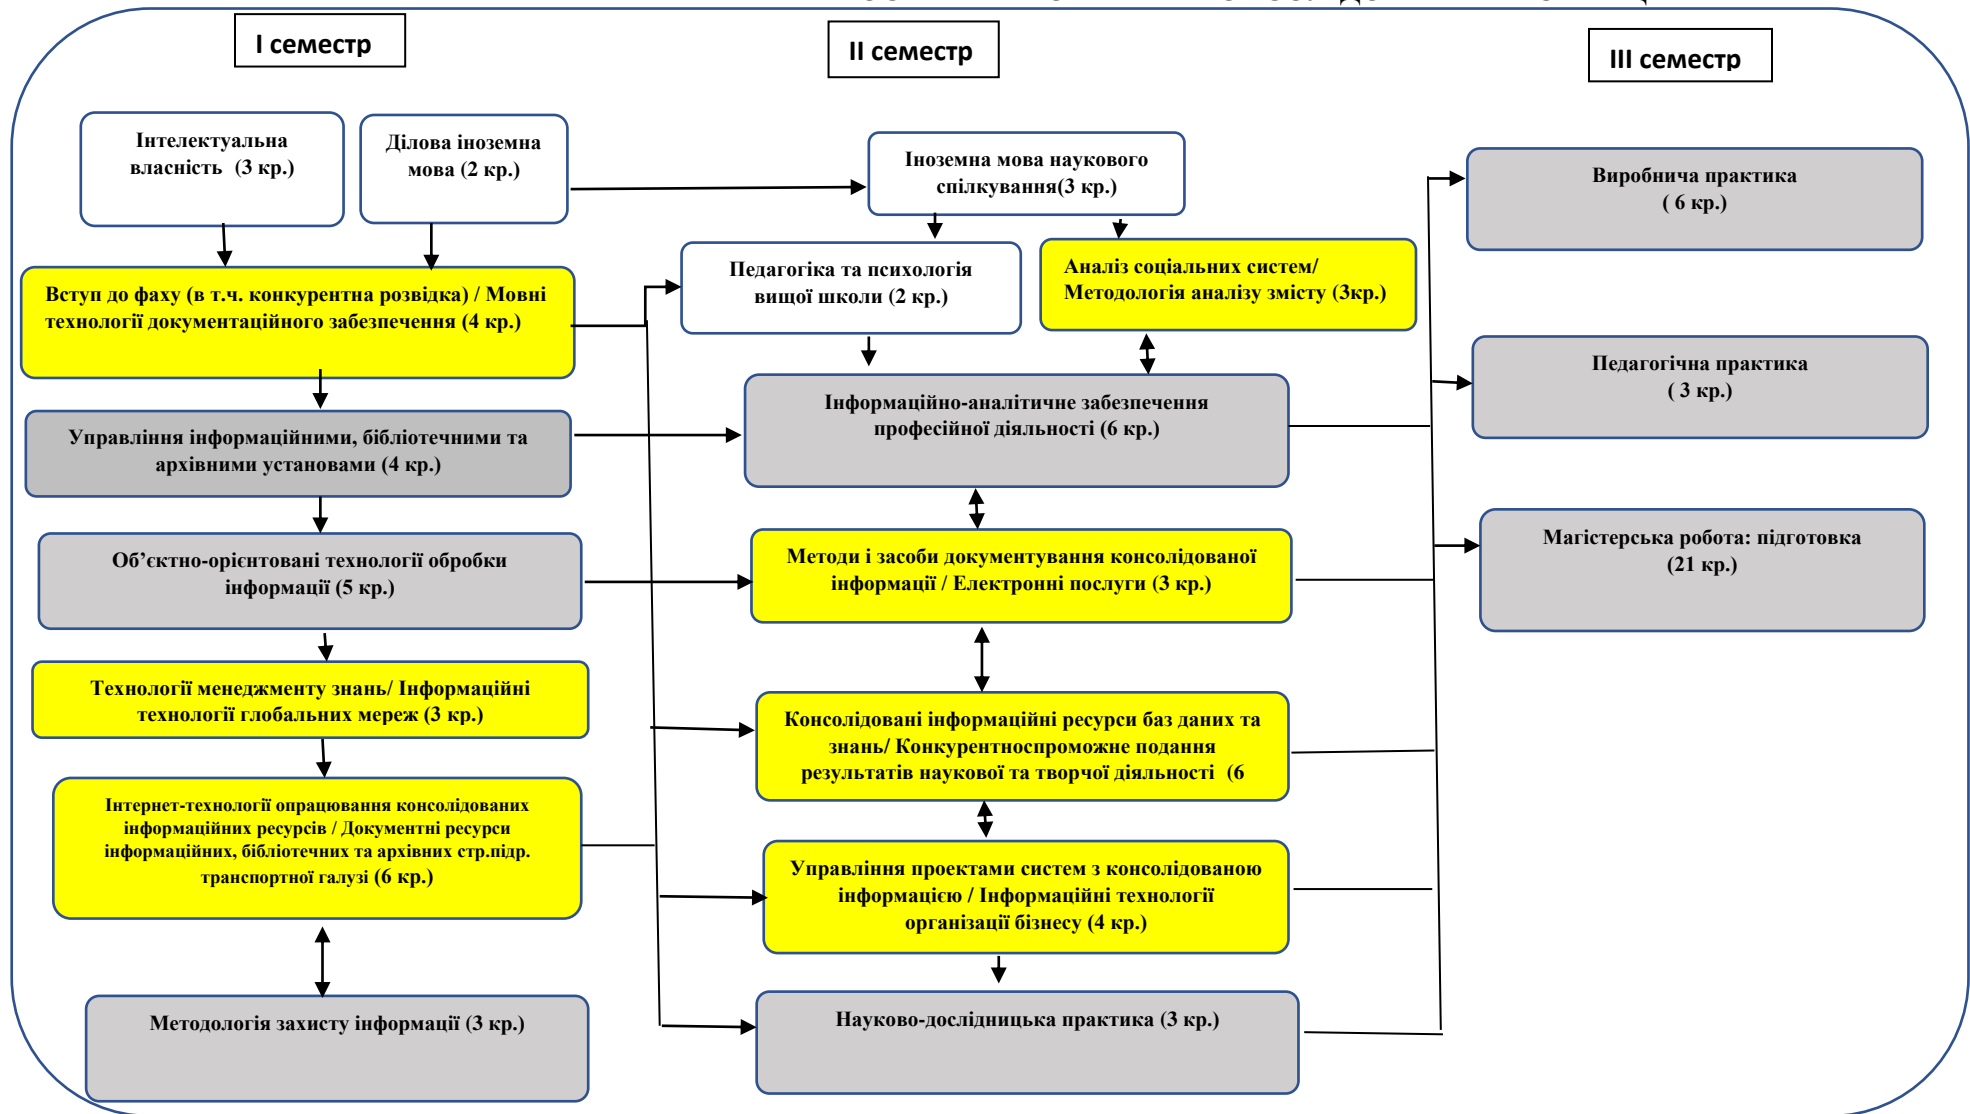 I семестр
II семестр
III семестр
Інтелектуальна
власність (3 кр.)
Ділова іноземна
мова (2 кр.)
Вступ до фаху (в т.ч. конкурентна розвідка) / Мовні
технології документаційного забезпечення (4 кр.)
Управління інформаційними, бібліотечними та
архівними установами (4 кр.)
Об’єктно-орієнтовані технології обробки
інформації (5 кр.)
Технології менеджменту знань/ Інформаційні
технології глобальних мереж (3 кр.)
Інтернет-технології опрацювання консолідованих
інформаційних ресурсів / Документні ресурси
інформаційних, бібліотечних та архівних стр.підр.
транспортної галузі (6 кр.)
Методологія захисту інформації (3 кр.)
Іноземна мова наукового
спілкування(3 кр.)
Педагогіка та психологія
вищої школи (2 кр.)
Аналіз соціальних систем/
Методологія аналізу змісту (3кр.)
Інформаційно-аналітичне забезпечення
професійної діяльності (6 кр.)
Методи і засоби документування консолідованої
інформації / Електронні послуги (3 кр.)
Консолідовані інформаційні ресурси баз даних та
знань/ Конкурентноспроможне подання
результатів наукової та творчої діяльності (6
Управління проектами систем з консолідованою
інформацією / Інформаційні технології
організації бізнесу (4 кр.)
Науково-дослідницька практика (3 кр.)
Виробнича практика
( 6 кр.)
Педагогічна практика
( 3 кр.)
Магістерська робота: підготовка
(21 кр.)